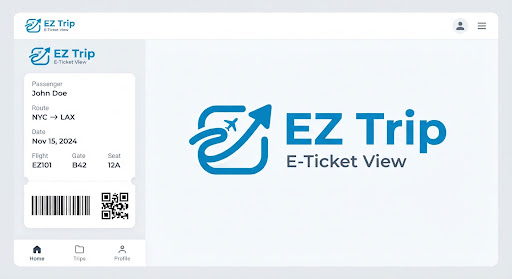 EZ Trip
E-Ticket View
EZ Trip
E-Ticket View
Passenger
John Doe
Route
NYC → LAX
Date
Nov 15, 2024
Flight Gate Seat
EZ101 B42 12A
Home Trips Profile
EZ Trip
E-Ticket View